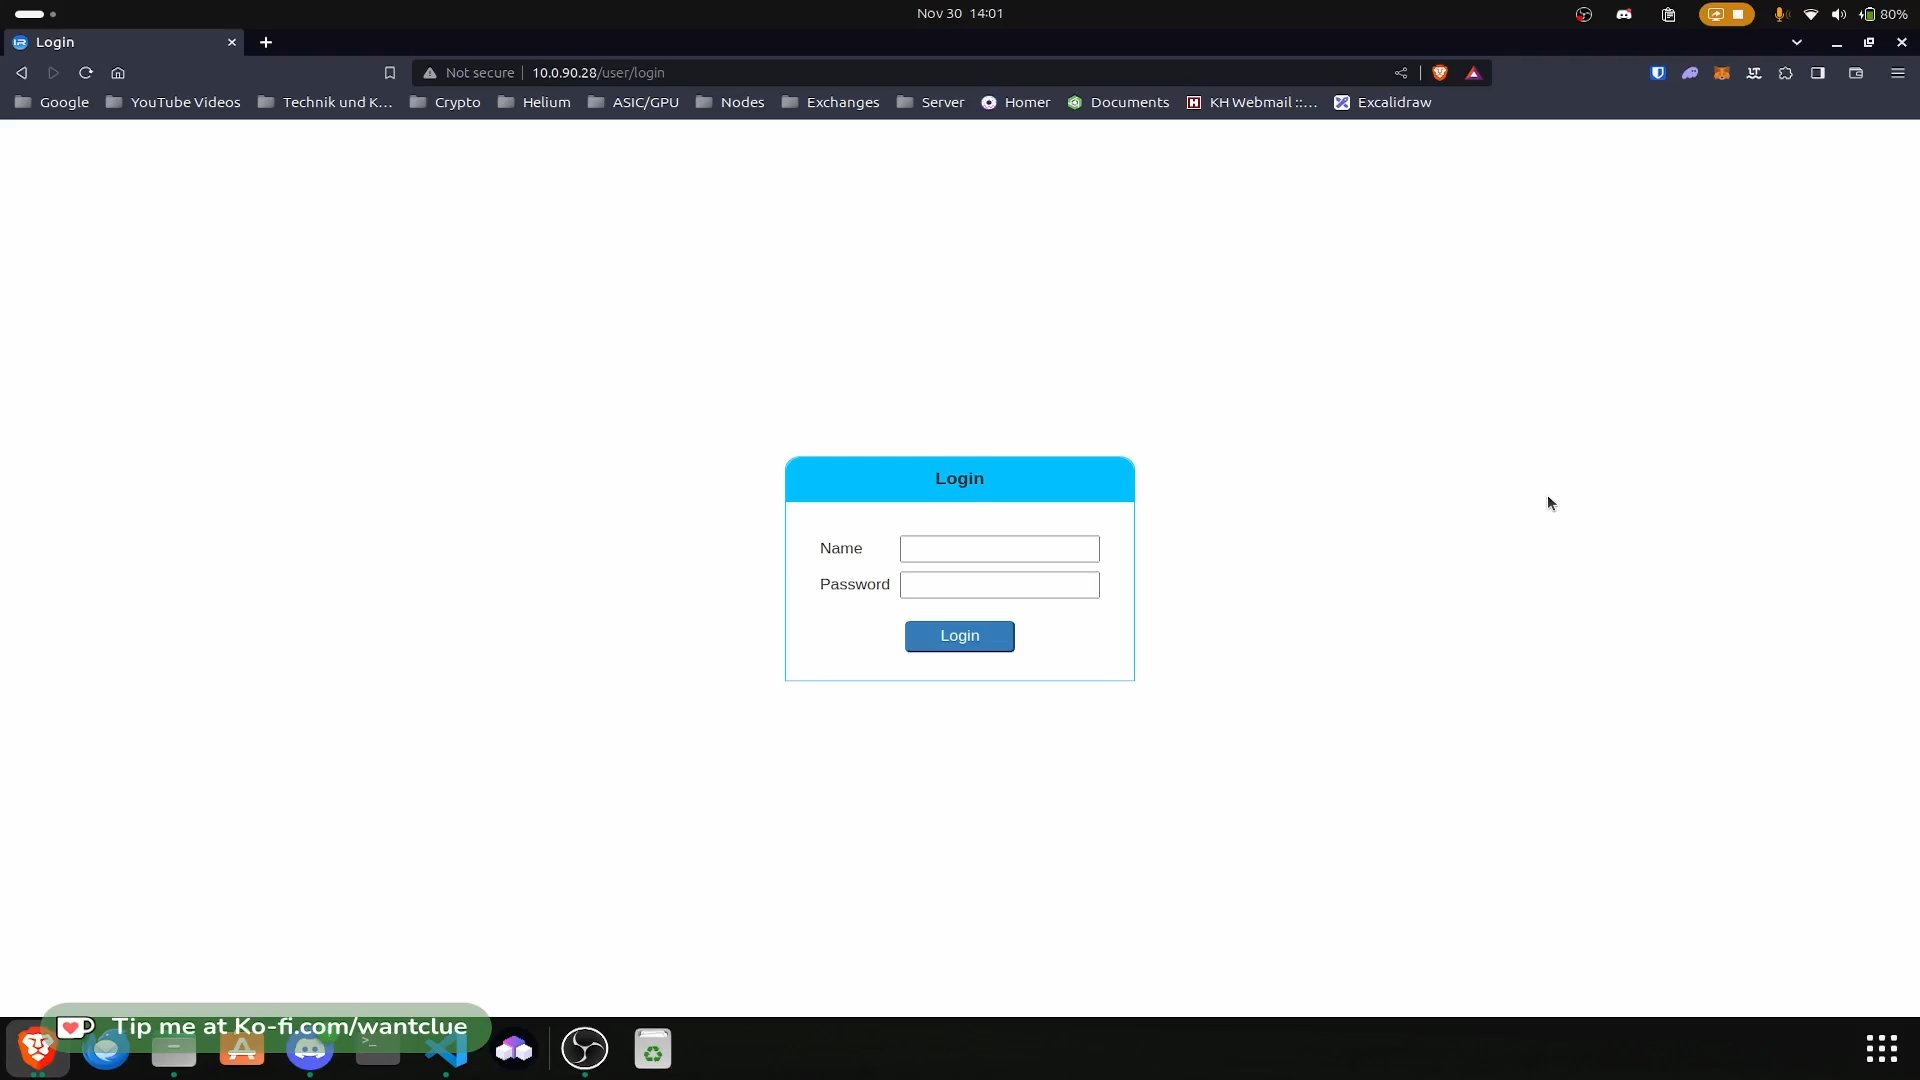 Nov 30 14:01
80%
Login
Not secure 10.0.90.28/user/login
Google YouTube Videos Technik und K... Crypto Helium ASIC/GPU Nodes Exchanges Server Homer Documents KH Webmail ::... Excalidraw
Login
Name
Password
Login
Tip me at Ko-fi.com/wantclue